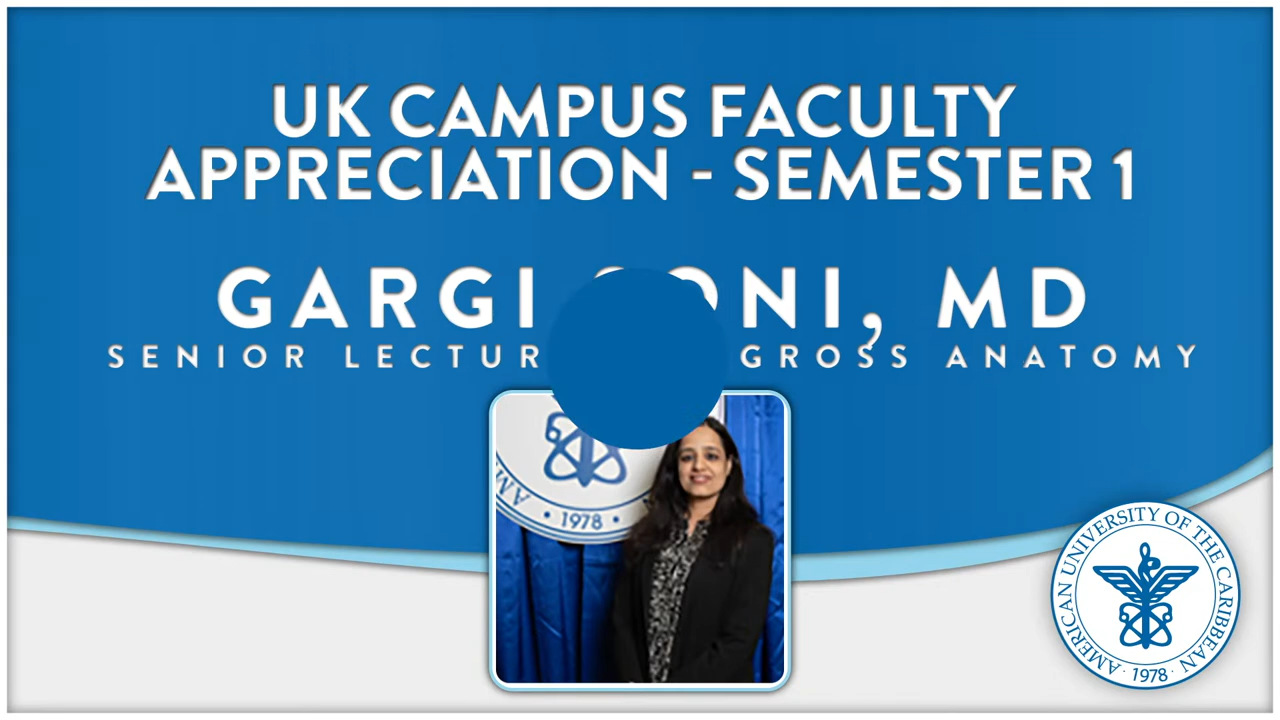 UK CAMPUS FACULTY
APPRECIATION - SEMESTER 1
GARGI MD
SENIOR GROSS ANATOMY
1978
AMERICAN UNIVERSITY OF THE CARIBBEAN
1978